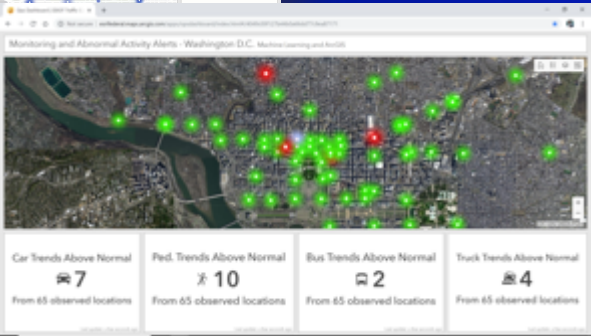 Not secure
Monitoring and Abnormal Activity Alerts - Washington D.C. Machine Learning and ArcGIS
Car Trends Above Normal
7
From 65 observed locations
Ped. Trends Above Normal
10
From 65 observed locations
Bus Trends Above Normal
2
From 65 observed locations
Truck Trends Above Normal
4
From 65 observed locations